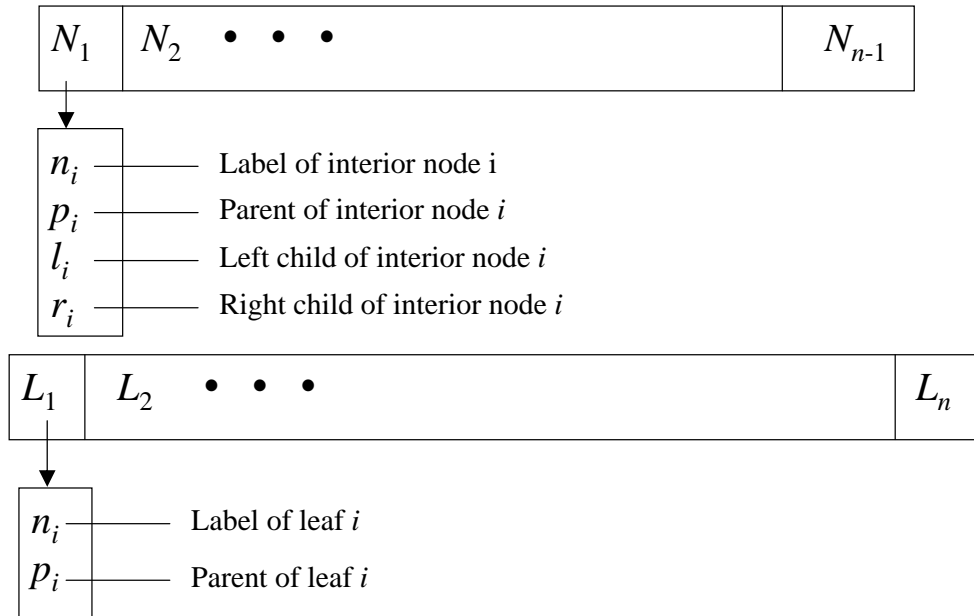 N₁ N₂ • • • Nₙ₋₁
nᵢ Label of interior node i
pᵢ Parent of interior node i
lᵢ Left child of interior node i
rᵢ Right child of interior node i
L₁ L₂ • • • Lₙ
nᵢ Label of leaf i
pᵢ Parent of leaf i